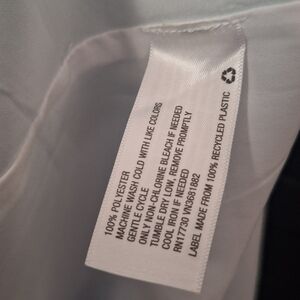 100% POLYESTER
MACHINE WASH COLD WITH LIKE COLORS
GENTLE CYCLE
ONLY NON-CHLORINE BLEACH IF NEEDED
TUMBLE DRY LOW, REMOVE PROMPTLY
COOL IRON IF NEEDED
RN17730 VN3681882
LABEL MADE FROM 100% RECYCLED PLASTIC